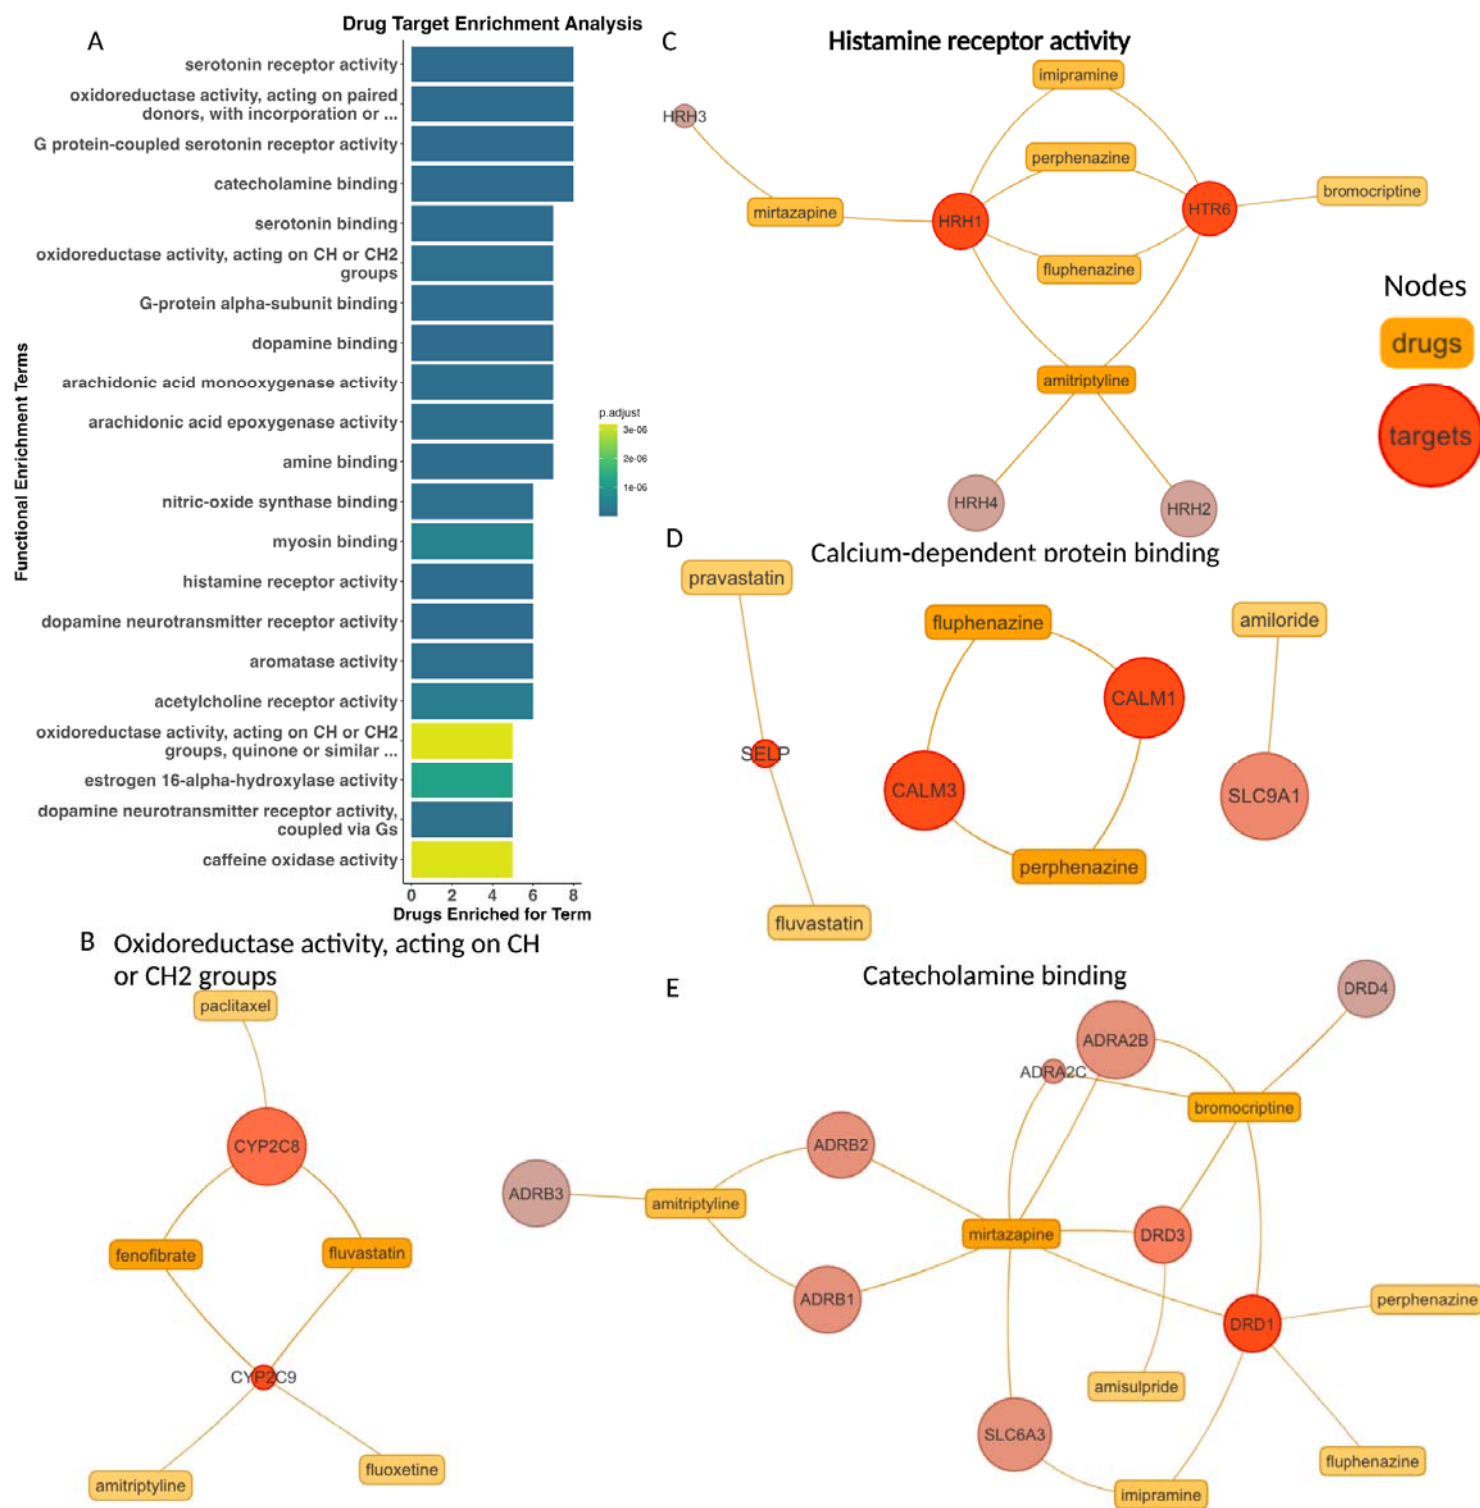 A
Drug Target Enrichment Analysis
serotonin receptor activity
oxidoreductase activity, acting on paired
donors, with incorporation or ...
G protein-coupled serotonin receptor activity
catecholamine binding
serotonin binding
oxidoreductase activity, acting on CH or CH2
groups
G-protein alpha-subunit binding
dopamine binding
arachidonic acid monooxygenase activity
arachidonic acid epoxygenase activity
amine binding
nitric-oxide synthase binding
myosin binding
histamine receptor activity
dopamine neurotransmitter receptor activity
aromatase activity
acetylcholine receptor activity
oxidoreductase activity, acting on CH or CH2
groups, quinone or similar ...
estrogen 16-alpha-hydroxylase activity
dopamine neurotransmitter receptor activity,
coupled via Gs
caffeine oxidase activity
Functional Enrichment Terms
0 2 4 6 8
Drugs Enriched for Term
p.adjust
3e-06
2e-06
1e-06
B
Oxidoreductase activity, acting on CH
or CH2 groups
paclitaxel
CYP2C8
fenofibrate
fluvastatin
CYP2C9
amitriptyline
fluoxetine
C
Histamine receptor activity
imipramine
HRH3
perphenazine
mirtazapine
HRH1
HTR6
bromocriptine
fluphenazine
amitriptyline
HRH4
HRH2
Nodes
drugs
targets
D
Calcium-dependent protein binding
pravastatin
fluphenazine
amiloride
CALM1
SELP
CALM3
SLC9A1
perphenazine
fluvastatin
E
Catecholamine binding
DRD4
ADRA2B
ADRA2C
bromocriptine
ADRB2
ADRB3
amitriptyline
mirtazapine
DRD3
ADRB1
perphenazine
DRD1
amisulpride
SLC6A3
fluphenazine
imipramine